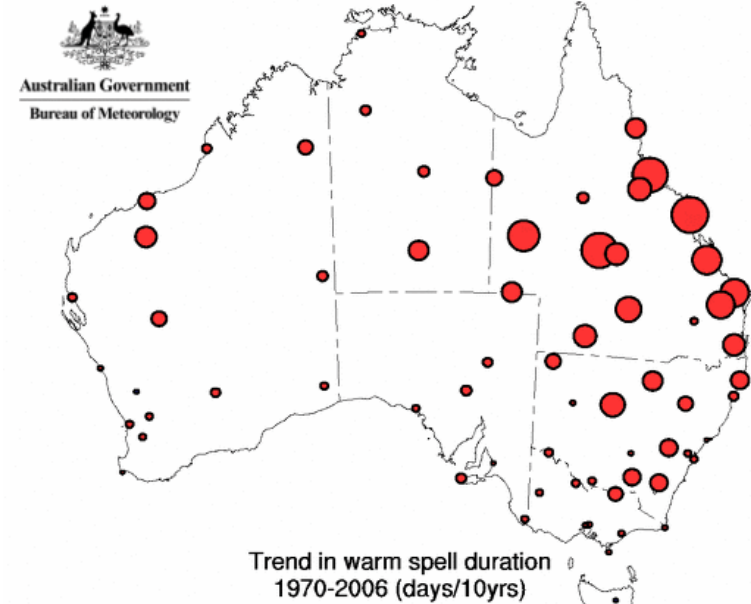 Australian Government
Bureau of Meteorology
Trend in warm spell duration
1970-2006 (days/10yrs)